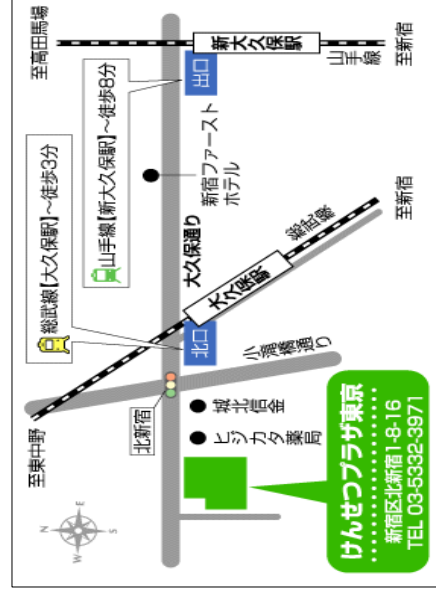 N
W
E
S
至東中野
総武線【大久保駅】～徒歩3分
至高田馬場
山手線【新大久保駅】～徒歩8分
北新宿
大久保通り
ヒジカタ薬局
城北信金
北口
新宿ファースト
ホテル
出口
新大久保駅
大久保駅
小滝橋通り
総武線
山手線
至新宿
至新宿
けんせつプラザ東京
新宿区北新宿1-8-16
TEL 03-5332-3971